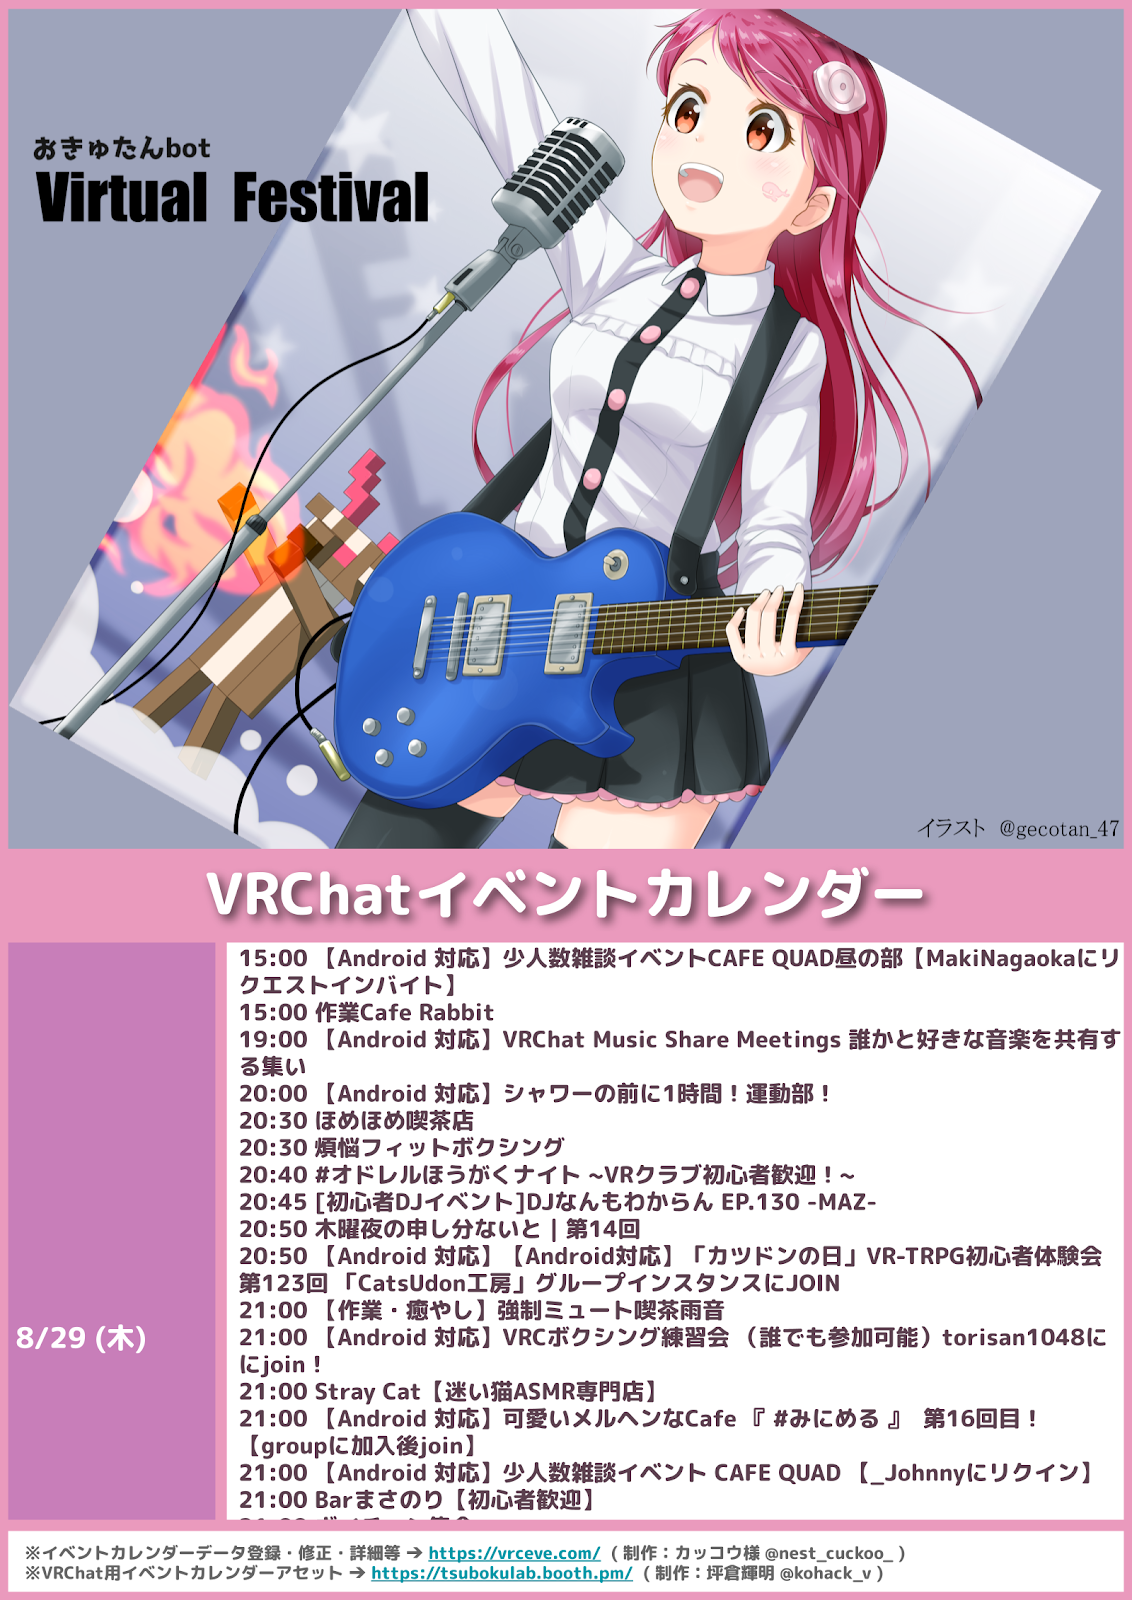 おきゅたんbot
Virtual Festival
イラスト @gecotan_47
VRChatイベントカレンダー
8/29 (木)
15:00 【Android 対応】少人数雑談イベントCAFE QUAD昼の部【MakiNagaokaにリ
クエストインバイト】
15:00 作業Cafe Rabbit
19:00 【Android 対応】VRChat Music Share Meetings 誰かと好きな音楽を共有す
る集い
20:00 【Android 対応】シャワーの前に1時間！運動部！
20:30 ほめほめ喫茶店
20:30 煩悩フィットボクシング
20:40 #オドレルほうがくナイト ~VRクラブ初心者歓迎！~
20:45 [初心者DJイベント]DJなんもわからん EP.130 -MAZ-
20:50 木曜夜の申し分ないと | 第14回
20:50 【Android 対応】【Android対応】「カツドンの日」VR-TRPG初心者体験会
第123回 「CatsUdon工房」グループインスタンスにJOIN
21:00 【作業・癒やし】強制ミュート喫茶雨音
21:00 【Android 対応】VRCボクシング練習会 （誰でも参加可能）torisan1048に
にjoin！
21:00 Stray Cat【迷い猫ASMR専門店】
21:00 【Android 対応】可愛いメルヘンなCafe 『 #みにめる 』 第16回目！
【groupに加入後join】
21:00 【Android 対応】少人数雑談イベント CAFE QUAD 【_Johnnyにリクイン】
21:00 Barまさのり【初心者歓迎】
※イベントカレンダーデータ登録・修正・詳細等 ➔ https://vrceve.com/ ( 制作：カッコウ様 @nest_cuckoo_ )
※VRChat用イベントカレンダーアセット ➔ https://tsubokulab.booth.pm/ ( 制作：坪倉輝明 @kohack_v )